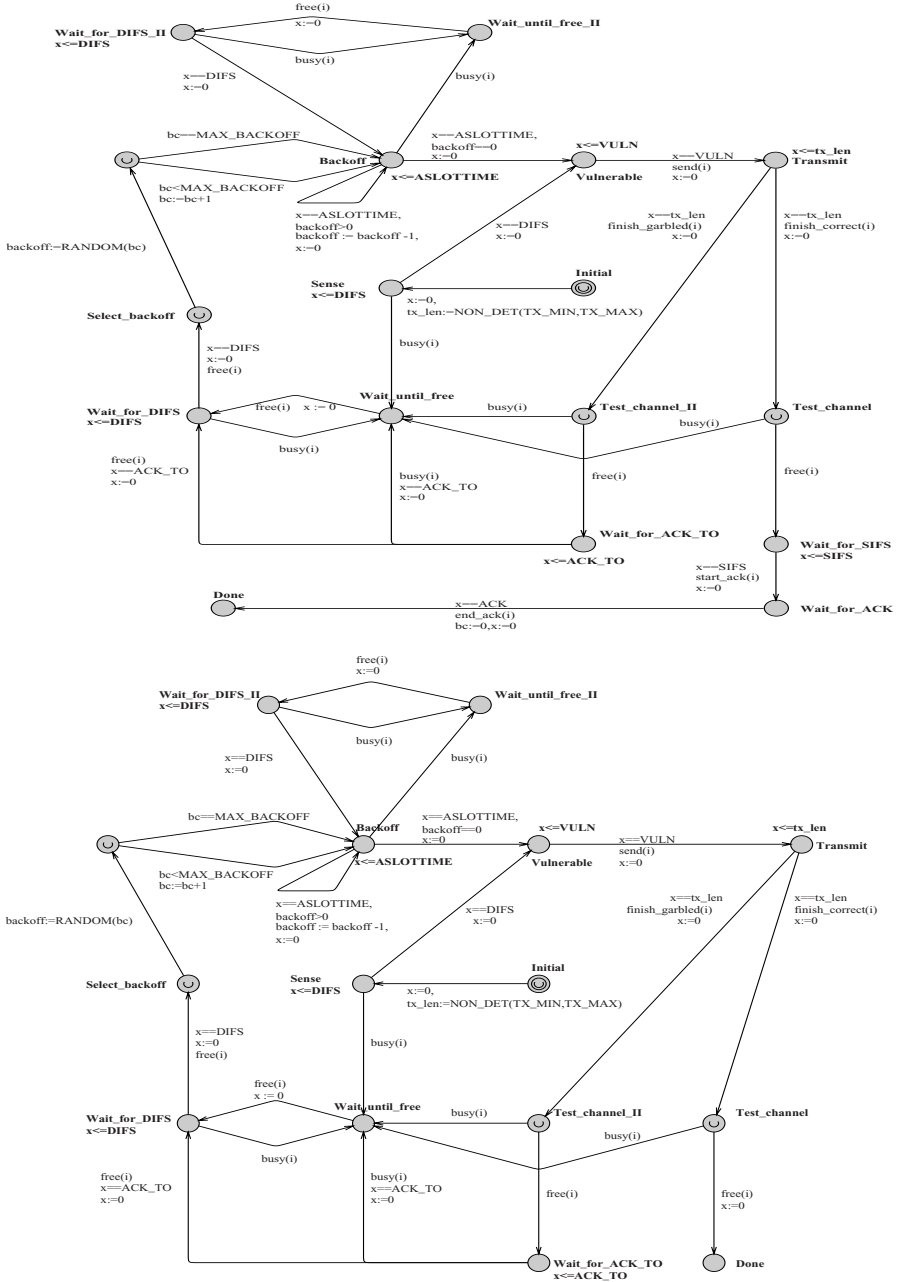 free(i)
x:=0
Wait_for_DIFS_II
x<=DIFS
Wait_until_free_II
busy(i)
x==DIFS
x:=0
busy(i)
bc==MAX_BACKOFF
x==ASLOTTIME,
backoff==0
x:=0
x<=VULN
x<=tx_len
Transmit
x==VULN
send(i)
x:=0
Backoff
x<=ASLOTTIME
Vulnerable
bc<MAX_BACKOFF
bc:=bc+1
x==ASLOTTIME,
backoff>0
backoff := backoff -1,
x:=0
x==DIFS
x:=0
x==tx_len
finish_garbled(i)
x:=0
x==tx_len
finish_correct(i)
x:=0
backoff:=RANDOM(bc)
Sense
x<=DIFS
Initial
x:=0,
tx_len:=NON_DET(TX_MIN,TX_MAX)
Select_backoff
x==DIFS
x:=0
free(i)
busy(i)
Wait_for_DIFS
x<=DIFS
free(i) x := 0
Wait_until_free
busy(i)
Test_channel_II
busy(i)
Test_channel
busy(i)
free(i)
x==ACK_TO
x:=0
busy(i)
x==ACK_TO
x:=0
free(i)
free(i)
Wait_for_ACK_TO
x<=ACK_TO
Wait_for_SIFS
x<=SIFS
x==SIFS
start_ack(i)
x:=0
Done
x==ACK
end_ack(i)
bc:=0,x:=0
Wait_for_ACK
free(i)
x:=0
Wait_for_DIFS_II
x<=DIFS
Wait_until_free_II
busy(i)
x==DIFS
x:=0
busy(i)
bc==MAX_BACKOFF
Backoff
x<=ASLOTTIME
x==ASLOTTIME,
backoff==0
x:=0
x<=VULN
Vulnerable
x==VULN
send(i)
x:=0
x<=tx_len
Transmit
bc<MAX_BACKOFF
bc:=bc+1
x==ASLOTTIME,
backoff>0
backoff := backoff -1,
x:=0
x==DIFS
x:=0
x==tx_len
finish_garbled(i)
x:=0
x==tx_len
finish_correct(i)
x:=0
backoff:=RANDOM(bc)
Select_backoff
Sense
x<=DIFS
Initial
x:=0,
tx_len:=NON_DET(TX_MIN,TX_MAX)
x==DIFS
x:=0
free(i)
busy(i)
free(i)
x := 0
Wait_for_DIFS
x<=DIFS
Wait_until_free
busy(i)
busy(i)
Test_channel_II
busy(i)
Test_channel
free(i)
x==ACK_TO
x:=0
busy(i)
x==ACK_TO
x:=0
free(i)
free(i)
x:=0
Wait_for_ACK_TO
x<=ACK_TO
Done